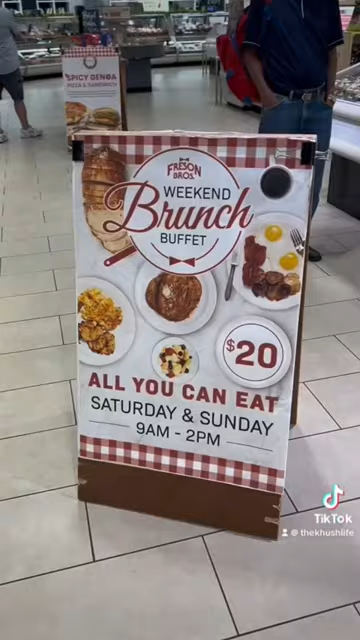 SPICY GENOA
PIZZA & SANDWICH
FRESON
BROS.
WEEKEND
Brunch
BUFFET
$20
ALL YOU CAN EAT
SATURDAY & SUNDAY
9AM - 2PM
TikTok
@thekhushlife